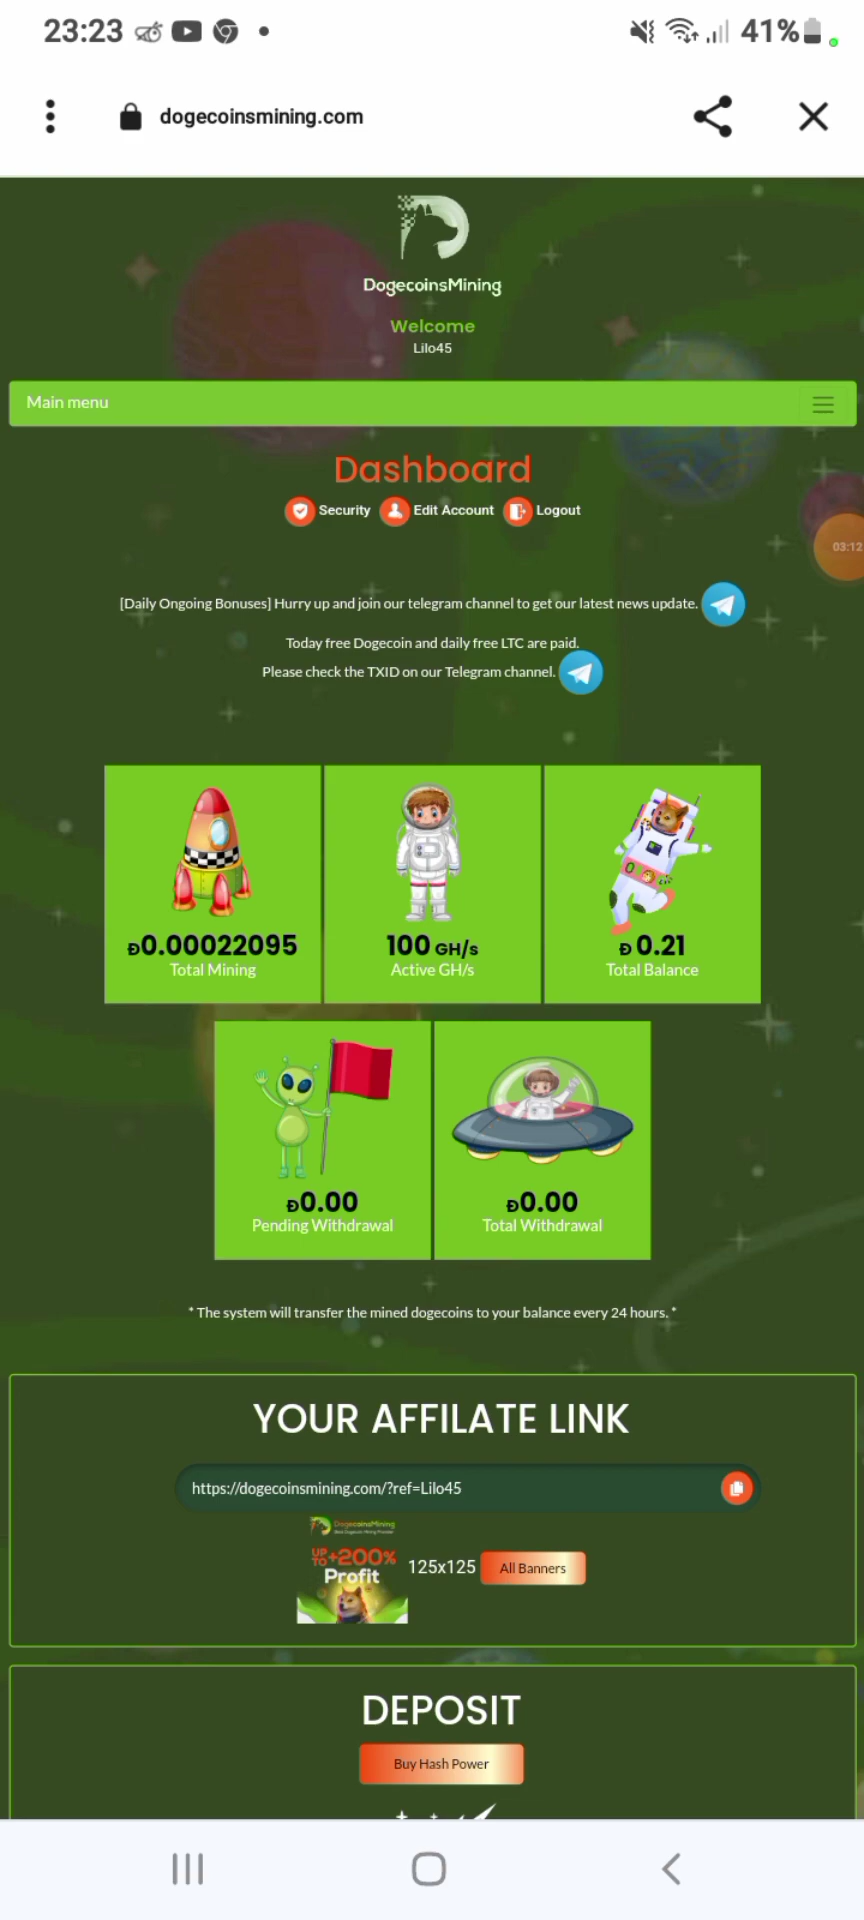 23:23
41%
dogecoinsmining.com
DogecoinsMining
Welcome
Lilo45
Main menu
Dashboard
Security Edit Account Logout
03:12
[Daily Ongoing Bonuses] Hurry up and join our telegram channel to get our latest news update.
Today free Dogecoin and daily free LTC are paid.
Please check the TXID on our Telegram channel.
Ð0.00022095
Total Mining
100 GH/s
Active GH/s
Ð 0.21
Total Balance
Ð0.00
Pending Withdrawal
Ð0.00
Total Withdrawal
* The system will transfer the mined dogecoins to your balance every 24 hours. *
YOUR AFFILATE LINK
https://dogecoinsmining.com/?ref=Lilo45
DogecoinsMining
UP TO +200%
Profit
125x125
All Banners
DEPOSIT
Buy Hash Power